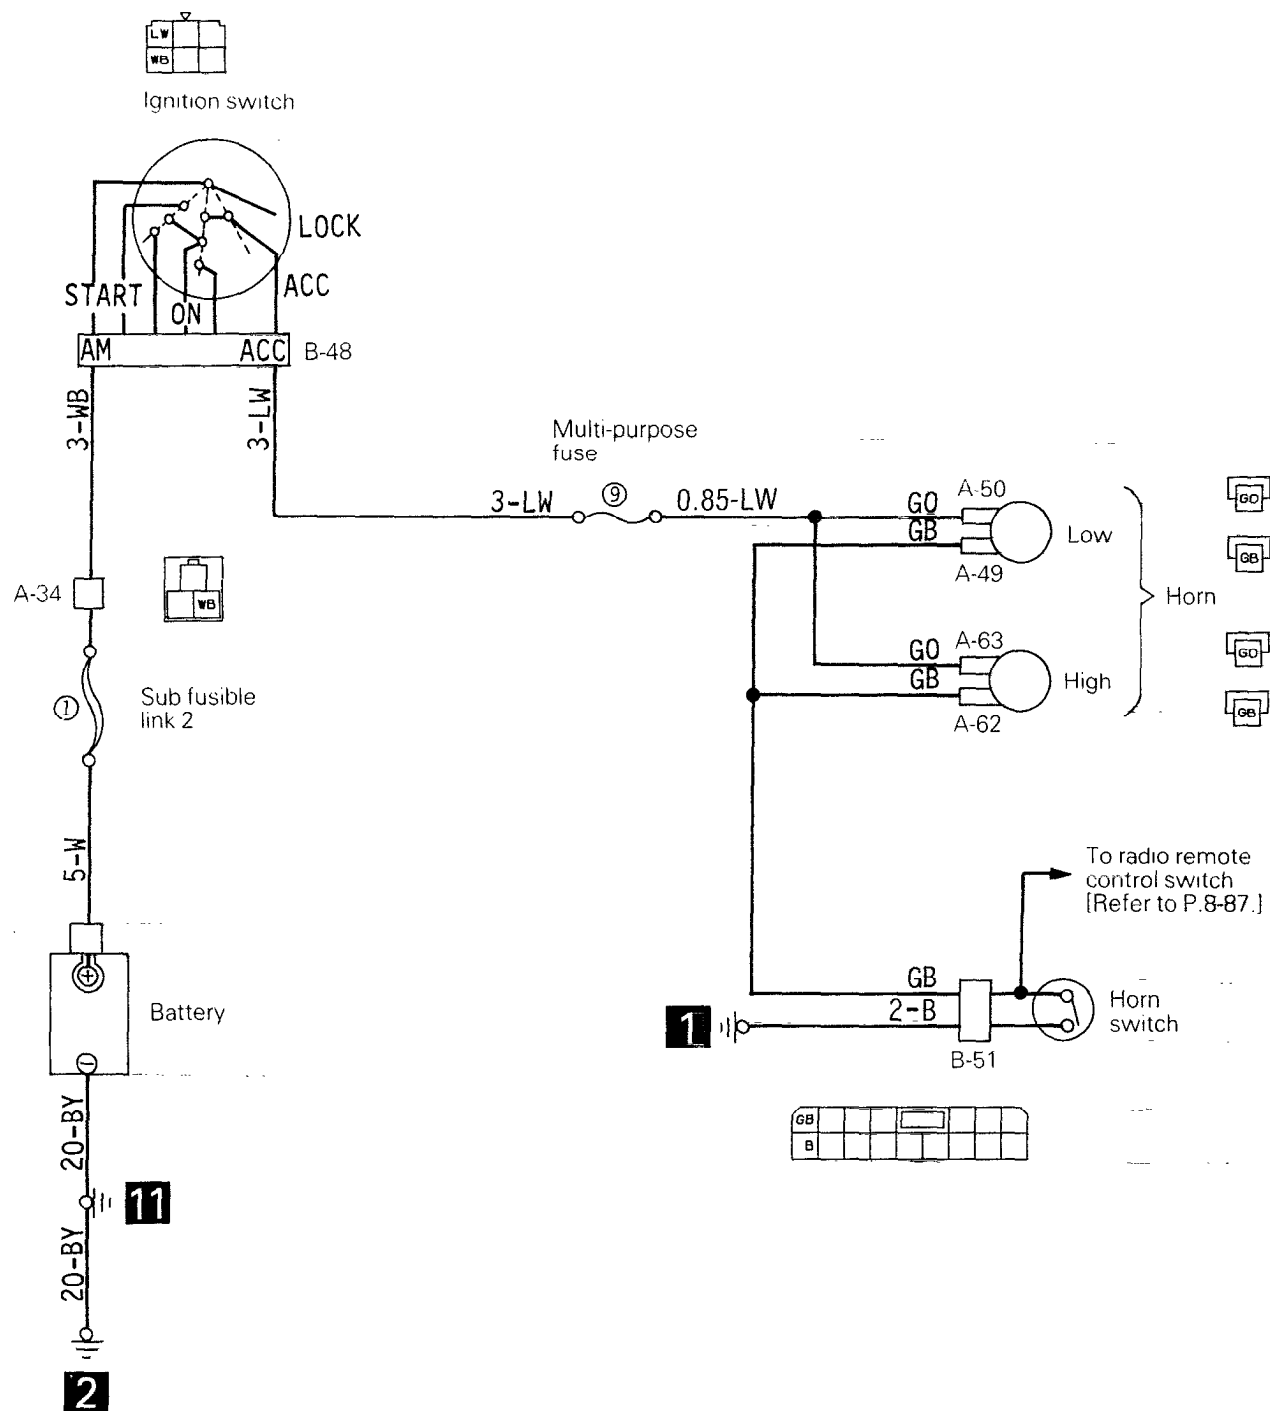 LW
WB
Ignition switch
LOCK
ACC
START
ON
AM
ACC
B-48
3-WB
3-LW
Multi-purpose
fuse
3-LW
9
0.85-LW
GO
A-50
GB
Low
A-49
GO
GB
Horn
A-34
WB
GO
A-63
GB
High
A-62
GO
GB
1
Sub fusible
link 2
5-W
To radio remote
control switch
[Refer to P.8-87.]
+
Battery
−
GB
2-B
1
Horn
switch
B-51
GB
B
20-BY
11
20-BY
2